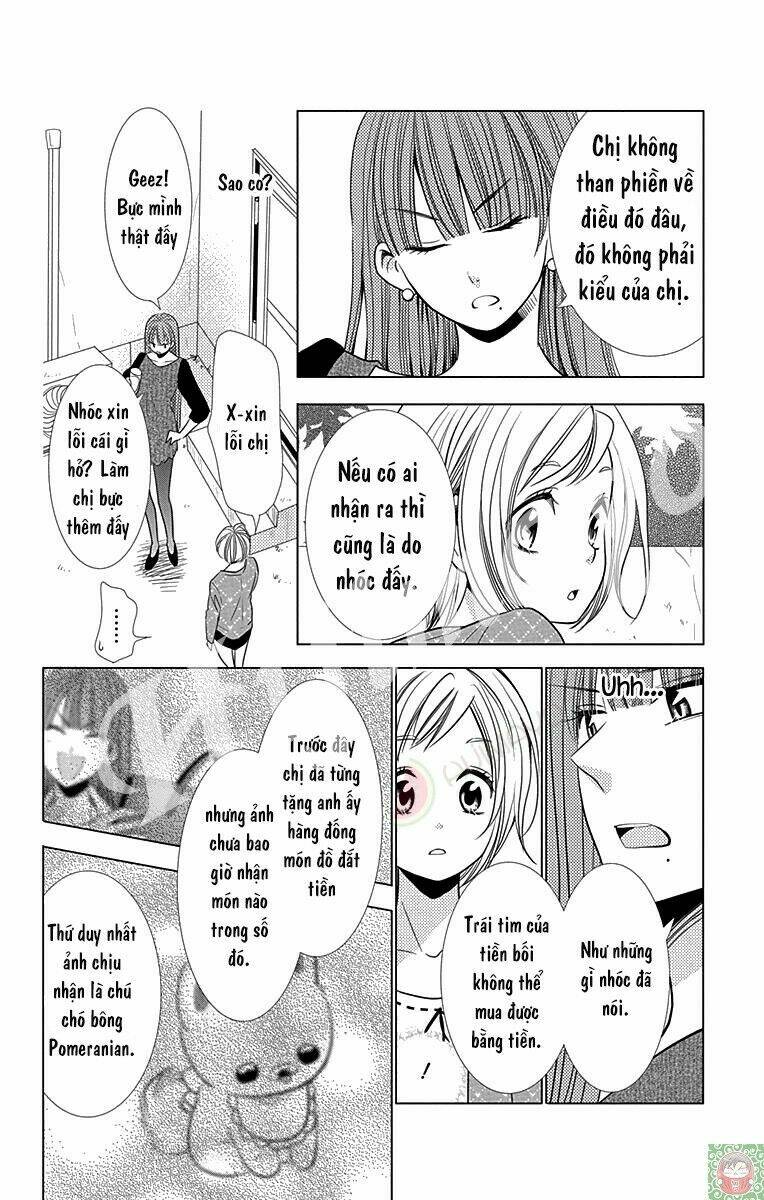 Chị không
than phiền về
điều đó đâu,
đó không phải
kiểu của chị.
Sao cơ?
Geez!
Bực mình
thật đấy
X-xin
lỗi chị
Nhóc xin
lỗi cái gì
hở? Làm
chị bực
thêm đấy
......
Nếu có ai
nhận ra thì
cũng là do
nhóc đấy.
Uhh...
Như những
gì nhóc đã
nói.
Trái tim của
tiền bối
không thể
mua được
bằng tiền.
!
Trước đây
chị đã từng
tặng anh ấy
hàng đống
món đồ đắt
tiền
nhưng ảnh
chưa bao
giờ nhận
món nào
trong số
đó.
Thứ duy nhất
ảnh chịu
nhận là chú
chó bông
Pomeranian.